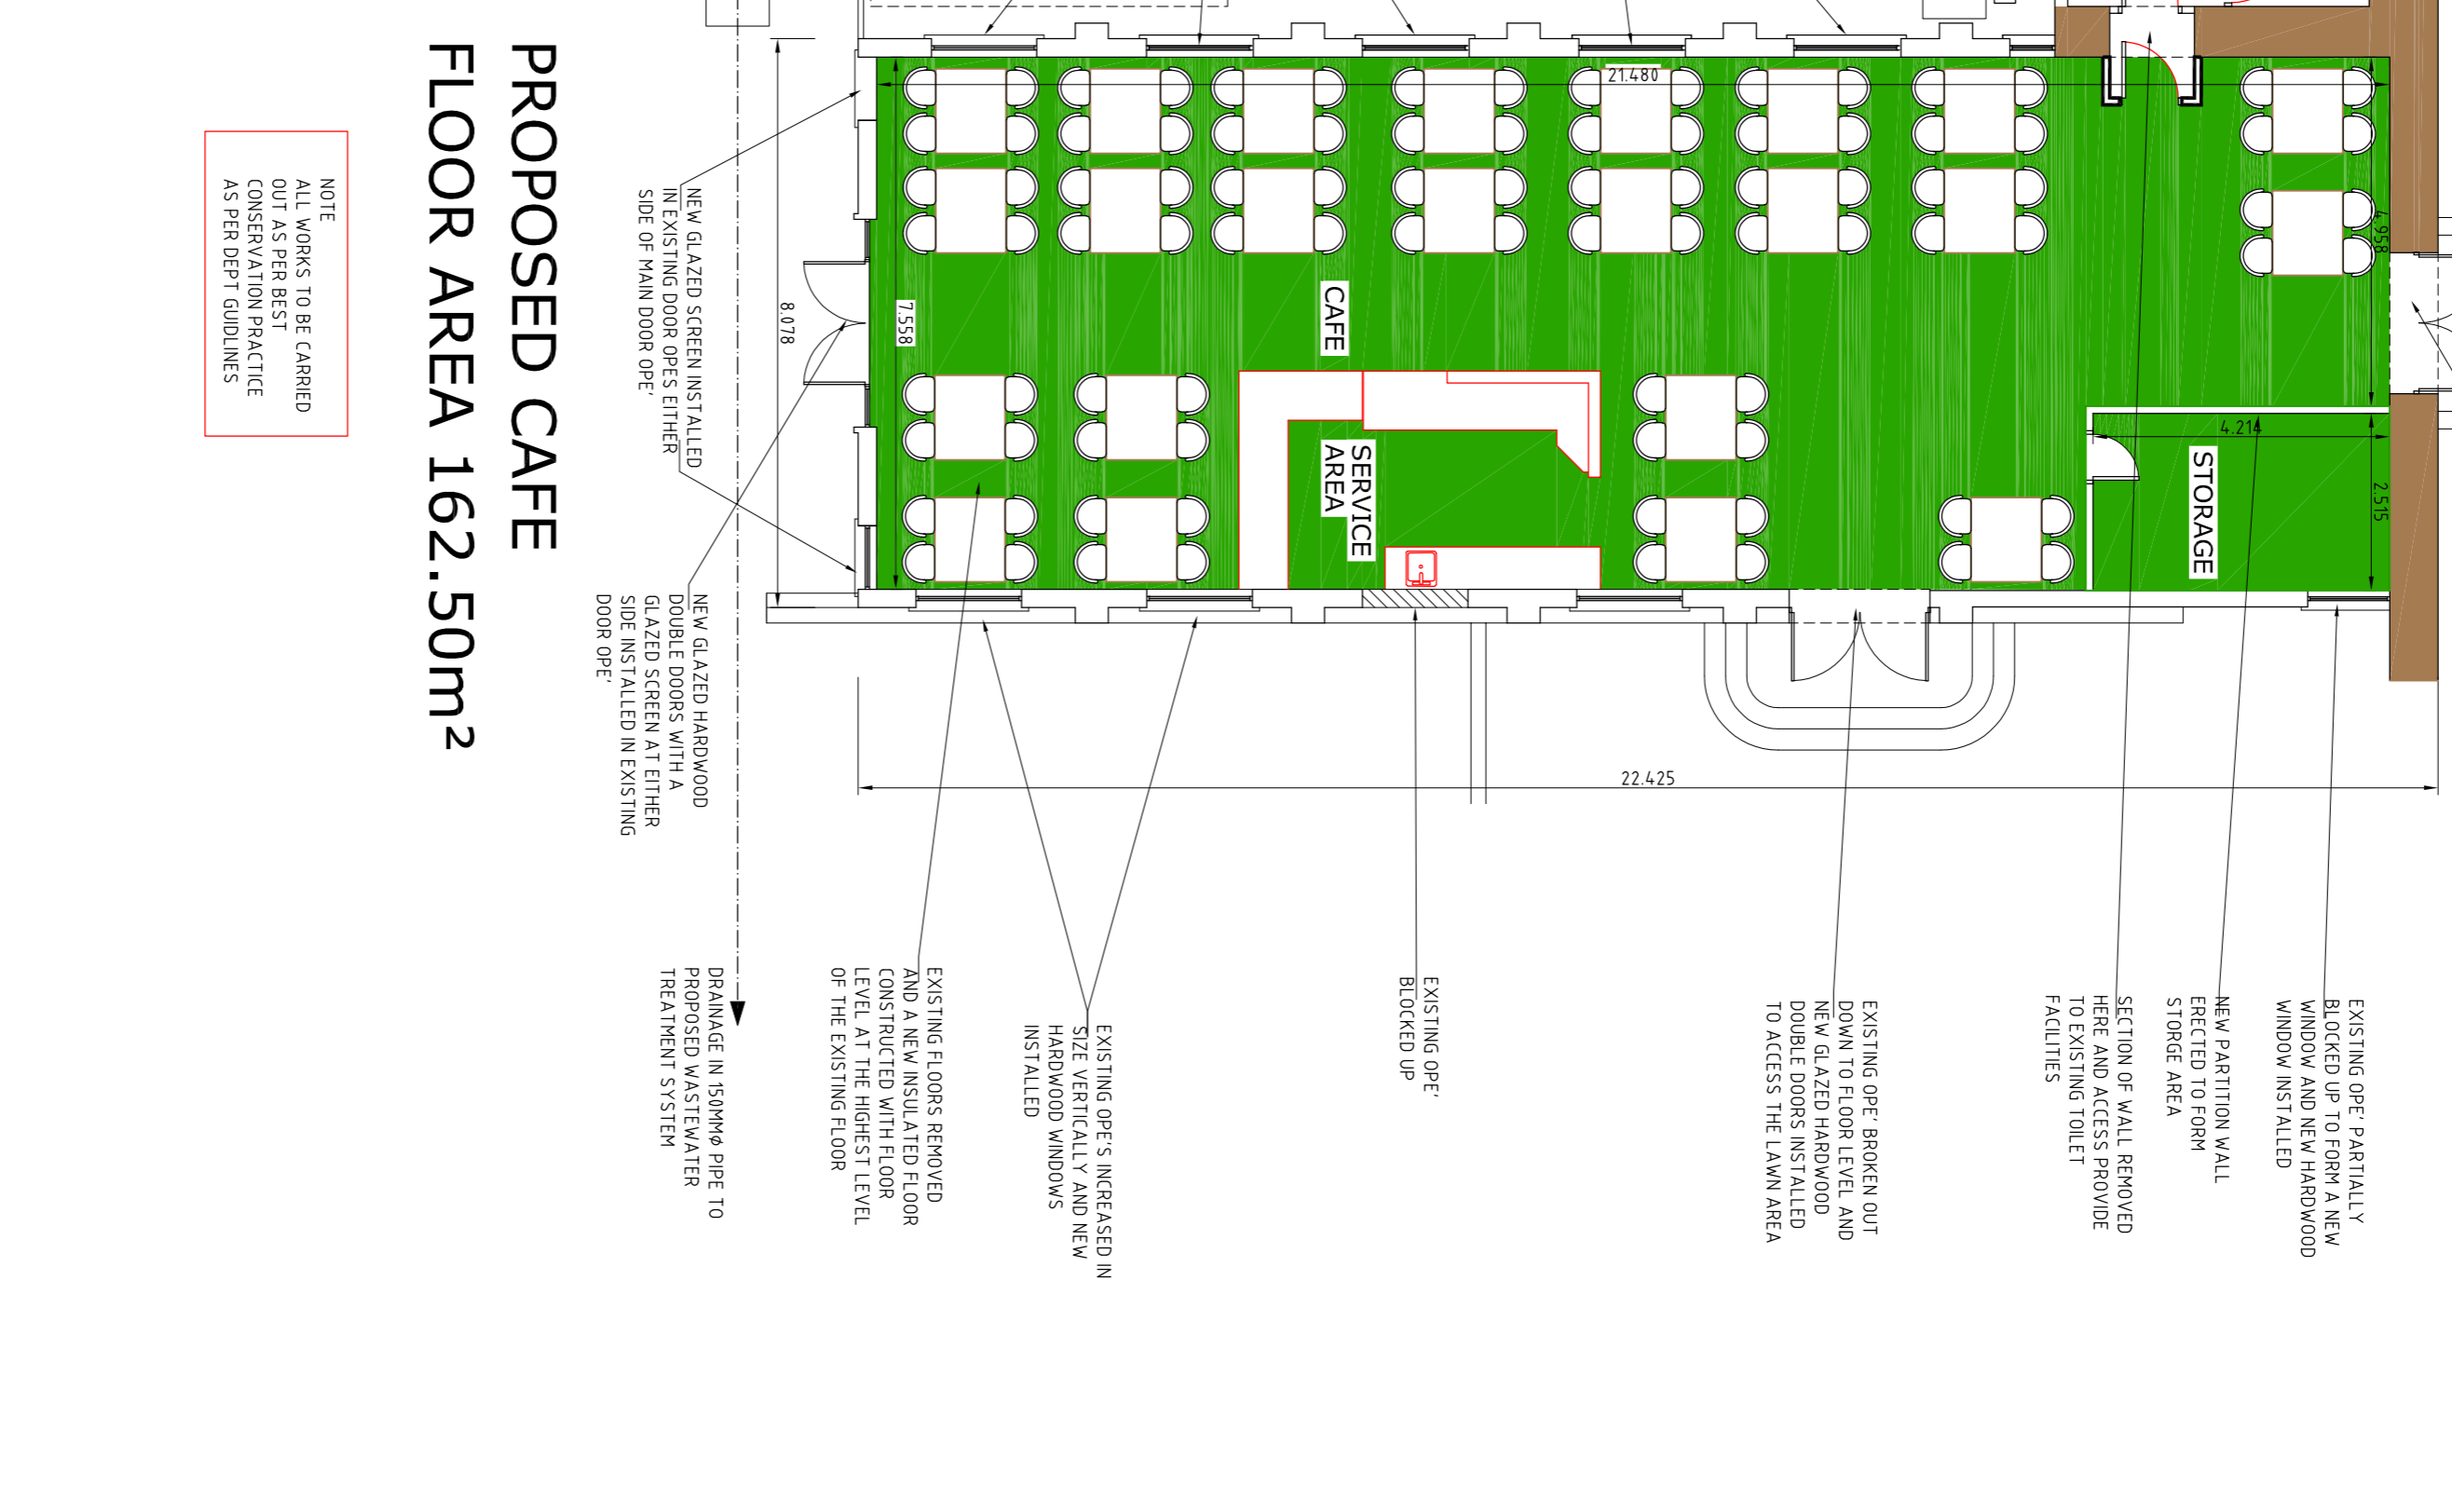 PROPOSED CAFE
FLOOR AREA 162.50m²
NOTE
ALL WORKS TO BE CARRIED
OUT AS PER BEST
CONSERVATION PRACTICE
AS PER DEPT GUIDLINES
NEW GLAZED SCREEN INSTALLED
IN EXISTING DOOR OPES EITHER
SIDE OF MAIN DOOR OPE'
NEW GLAZED HARDWOOD
DOUBLE DOORS WITH A
GLAZED SCREEN AT EITHER
SIDE INSTALLED IN EXISTING
DOOR OPE'
8.078
7.558
21.480
4.958
CAFE
SERVICE
AREA
STORAGE
4.214
2.515
22.425
DRAINAGE IN 150MMØ PIPE TO
PROPOSED WASTEWATER
TREATMENT SYSTEM
EXISTING FLOORS REMOVED
AND A NEW INSULATED FLOOR
CONSTRUCTED WITH FLOOR
LEVEL AT THE HIGHEST LEVEL
OF THE EXISTING FLOOR
EXISTING OPE'S INCREASED IN
SIZE VERTICALLY AND NEW
HARDWOOD WINDOWS
INSTALLED
EXISTING OPE'
BLOCKED UP
EXISTING OPE' BROKEN OUT
DOWN TO FLOOR LEVEL AND
NEW GLAZED HARDWOOD
DOUBLE DOORS INSTALLED
TO ACCESS THE LAWN AREA
SECTION OF WALL REMOVED
HERE AND ACCESS PROVIDE
TO EXISTING TOILET
FACILITIES
NEW PARTITION WALL
ERECTED TO FORM
STORGE AREA
EXISTING OPE' PARTIALLY
BLOCKED UP TO FORM A NEW
WINDOW AND NEW HARDWOOD
WINDOW INSTALLED